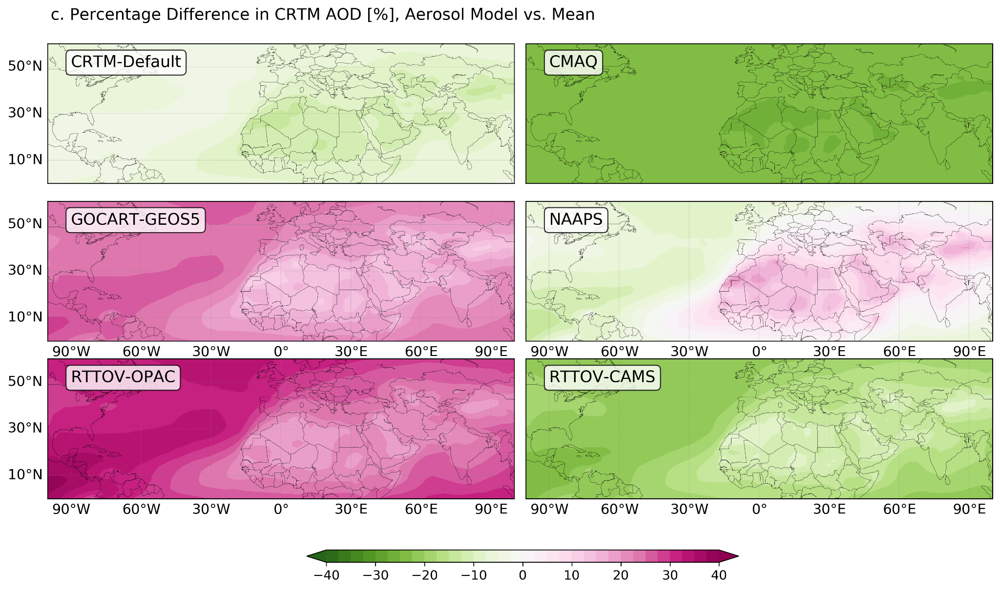 c. Percentage Difference in CRTM AOD [%], Aerosol Model vs. Mean
CRTM-Default
CMAQ
50°N
30°N
10°N
GOCART-GEOS5
NAAPS
50°N
30°N
10°N
90°W 60°W 30°W 0° 30°E 60°E 90°E
90°W 60°W 30°W 0° 30°E 60°E 90°E
RTTOV-OPAC
RTTOV-CAMS
50°N
30°N
10°N
90°W 60°W 30°W 0° 30°E 60°E 90°E
90°W 60°W 30°W 0° 30°E 60°E 90°E
−40 −30 −20 −10 0 10 20 30 40